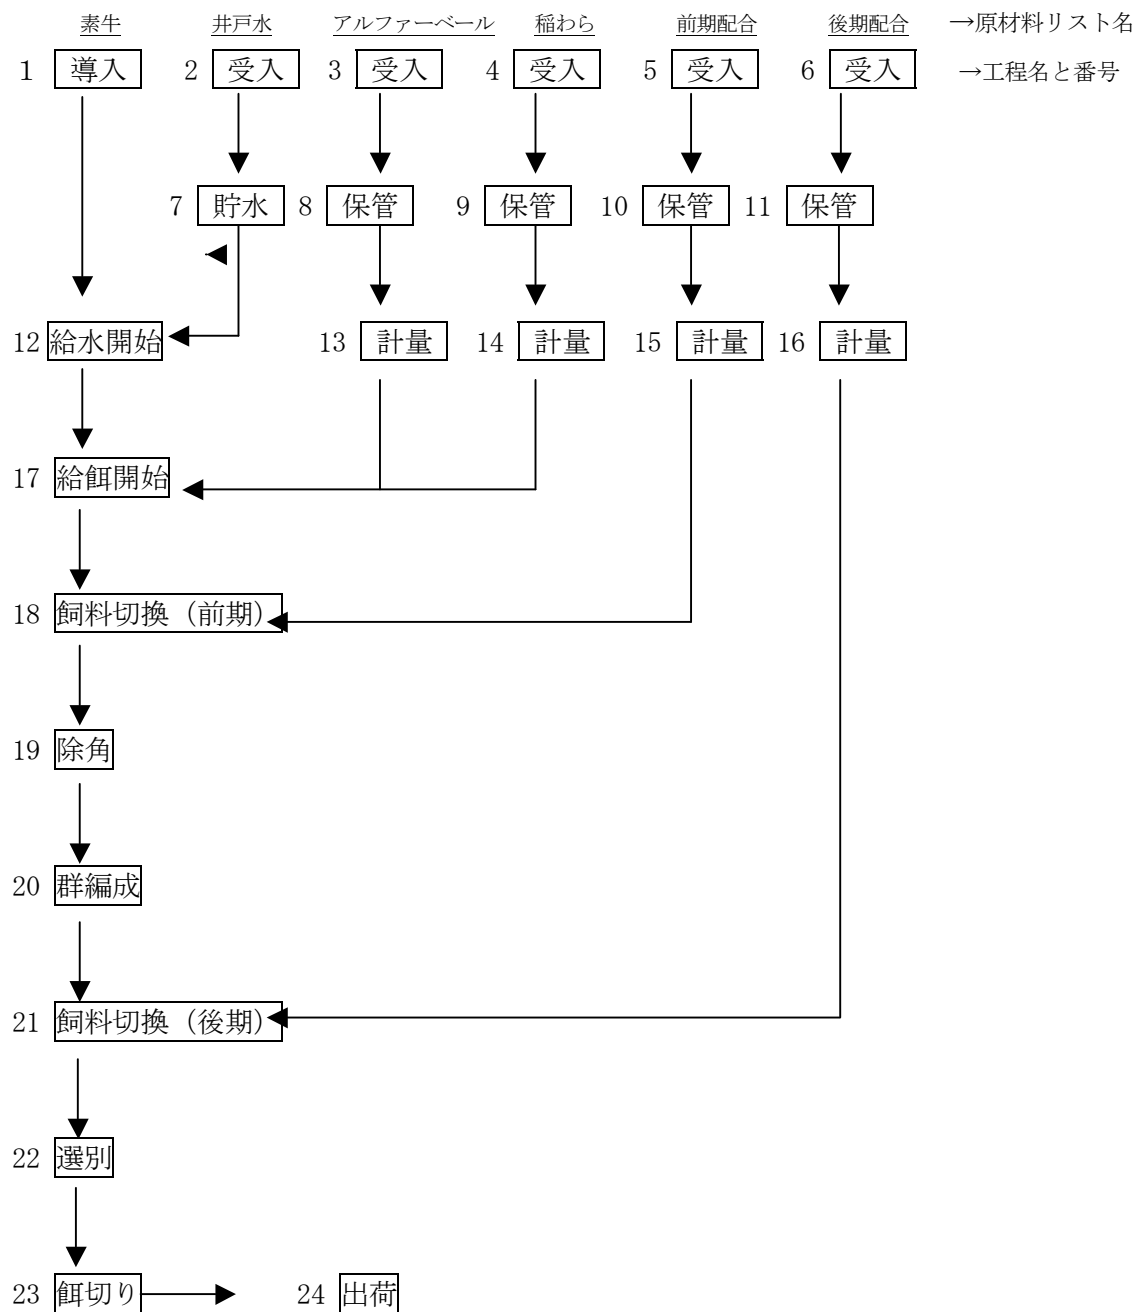 素牛 井戸水 アルファーベール 稲わら 前期配合 後期配合 →原材料リスト名
1 導入 2 受入 3 受入 4 受入 5 受入 6 受入 →工程名と番号
7 貯水 8 保管 9 保管 10 保管 11 保管
12 給水開始 13 計量 14 計量 15 計量 16 計量
17 給餌開始
18 飼料切換（前期）
19 除角
20 群編成
21 飼料切換（後期）
22 選別
23 餌切り 24 出荷